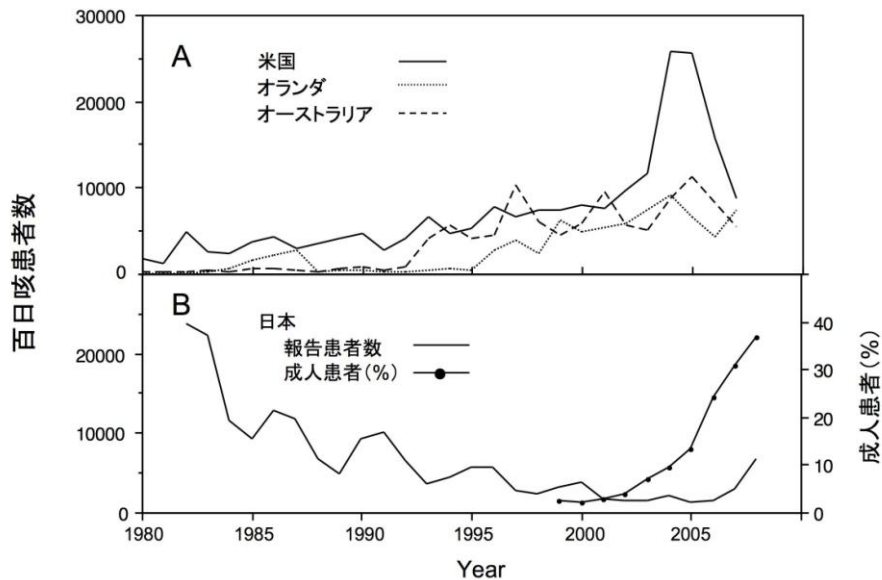 百日咳患者数
30000
20000
10000
0
A
米国
オランダ
オーストラリア
B
日本
報告患者数
成人患者(%)
20000
10000
0
40
30
20
10
0
成人患者(%)
1980 1985 1990 1995 2000 2005
Year